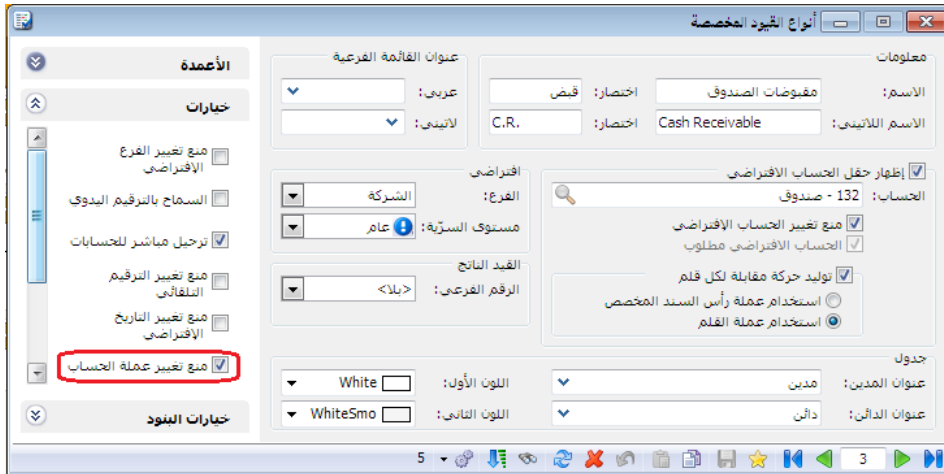 أنواع القيود المخصصة
معلومات
الاسم: مقبوضات الصندوق اختصار: قبض
الاسم اللاتيني: Cash Receivable اختصار: C.R.
عنوان القائمة الفرعية
عربي:
لاتيني:
إظهار حقل الحساب الافتراضي
الحساب: 132 - صندوق
منع تغيير الحساب الإفتراضي
الحساب الافتراضي مطلوب
توليد حركة مقابلة لكل قلم
استخدام عملة رأس السند المخصص
استخدام عملة القلم
افتراضي
الفرع: الشركة
مستوى السرّية: عام
القيد الناتج
الرقم الفرعي: <بلا>
جدول
عنوان المدين: مدين
عنوان الدائن: دائن
اللون الأول: White
اللون الثاني: WhiteSmo
الأعمدة
خيارات
منع تغيير الفرع
الإفتراضي
السماح بالترقيم اليدوي
ترحيل مباشر للحسابات
منع تغيير الترقيم
التلقائي
منع تغيير التاريخ
الإفتراضي
منع تغيير عملة الحساب
خيارات البنود
3
5